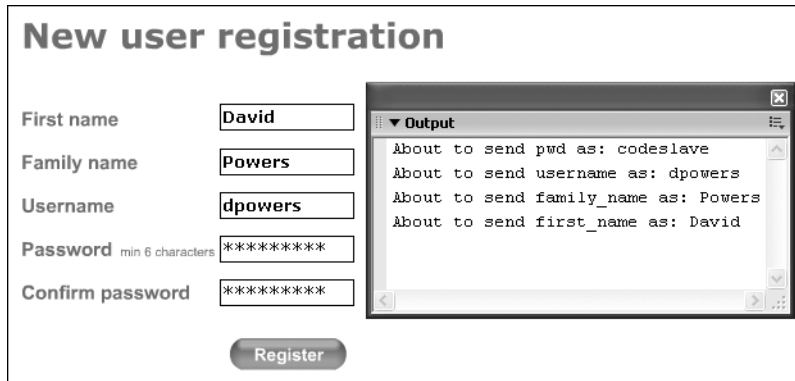 New user registration
First name
David
Family name
Powers
Username
dpowers
Password min 6 characters
*********
Confirm password
*********
Register
Output
About to send pwd as: codeslave
About to send username as: dpowers
About to send family_name as: Powers
About to send first_name as: David